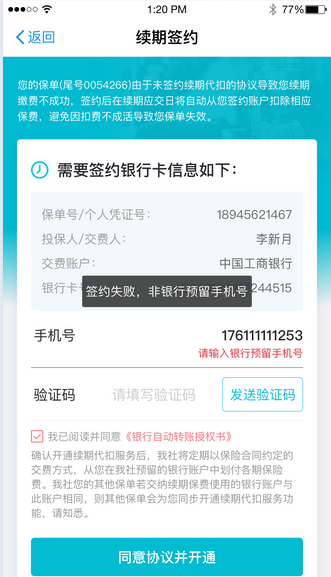 1:20 PM
77%
返回
续期签约
您的保单(尾号0054266)由于未签约续期代扣的协议导致您续期
缴费不成功，签约后在续期应交日将自动从您签约账户扣除相应
保费，避免因扣费不成活导致您保单失效。
需要签约银行卡信息如下：
保单号/个人凭证号： 18945621467
投保人/交费人： 李新月
交费账户： 中国工商银行
银行卡号 244515
签约失败，非银行预留手机号
手机号 176111111253
请输入银行预留手机号
验证码 请填写验证码 发送验证码
我已阅读并同意《银行自动转账授权书》
确认开通续期代扣服务后，我社将定期以保险合同约定的
交费方式，从您在我社预留的银行账户中划付各期保险
费。我社您的其他保单若交纳续期保费使用的银行账户与
此账户相同，则其他保单会为您同步开通续期代扣服务功
能，请知悉。
同意协议并开通